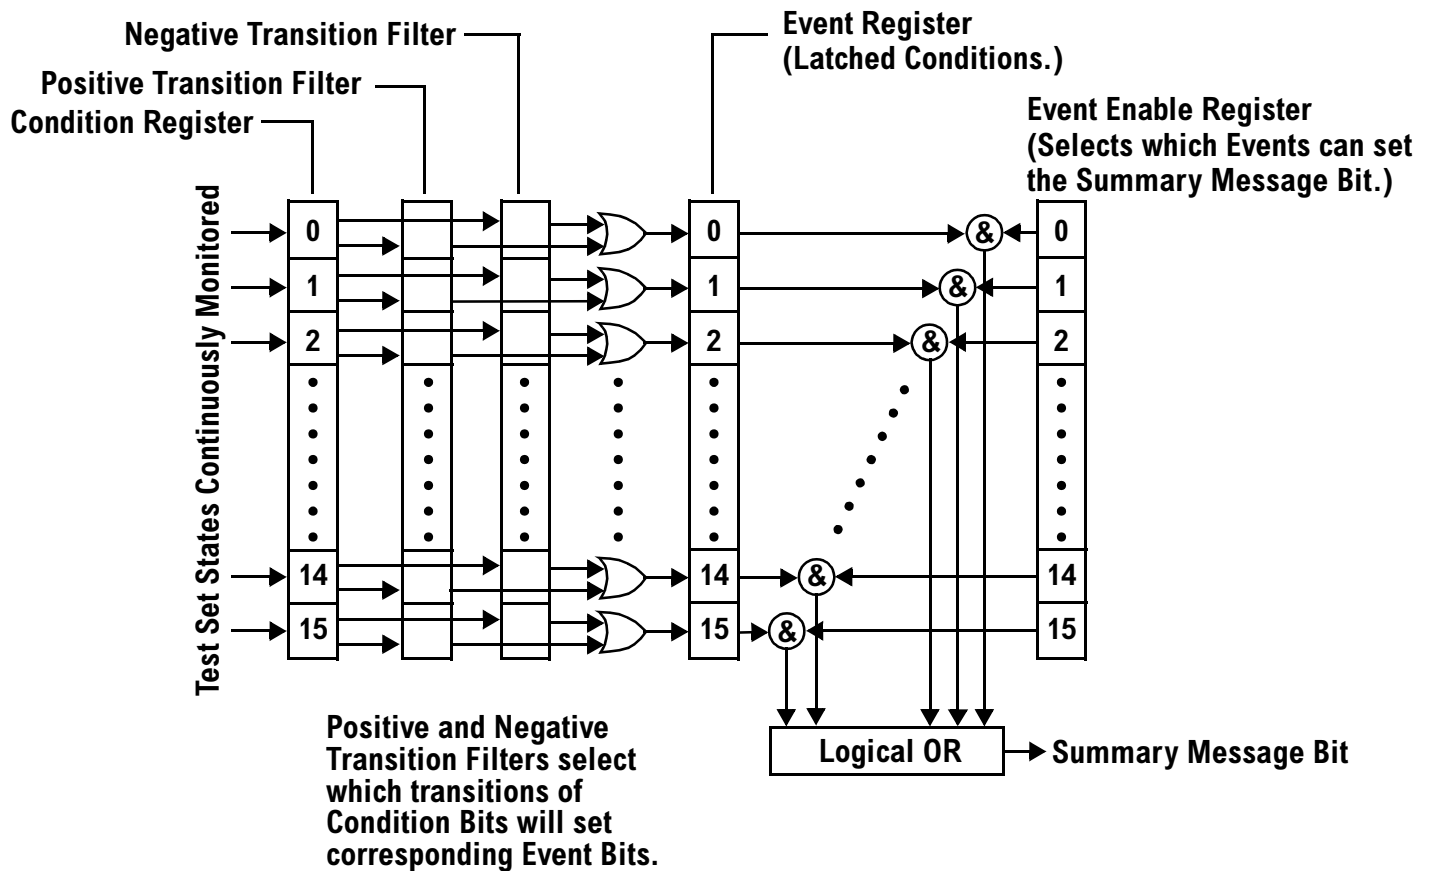 Negative Transition Filter
Positive Transition Filter
Condition Register
Event Register
(Latched Conditions.)
Event Enable Register
(Selects which Events can set
the Summary Message Bit.)
Test Set States Continuously Monitored
0 0 & 0
1 1 & 1
2 2 & 2
14 14 & 14
15 15 & 15
Logical OR
Summary Message Bit
Positive and Negative
Transition Filters select
which transitions of
Condition Bits will set
corresponding Event Bits.